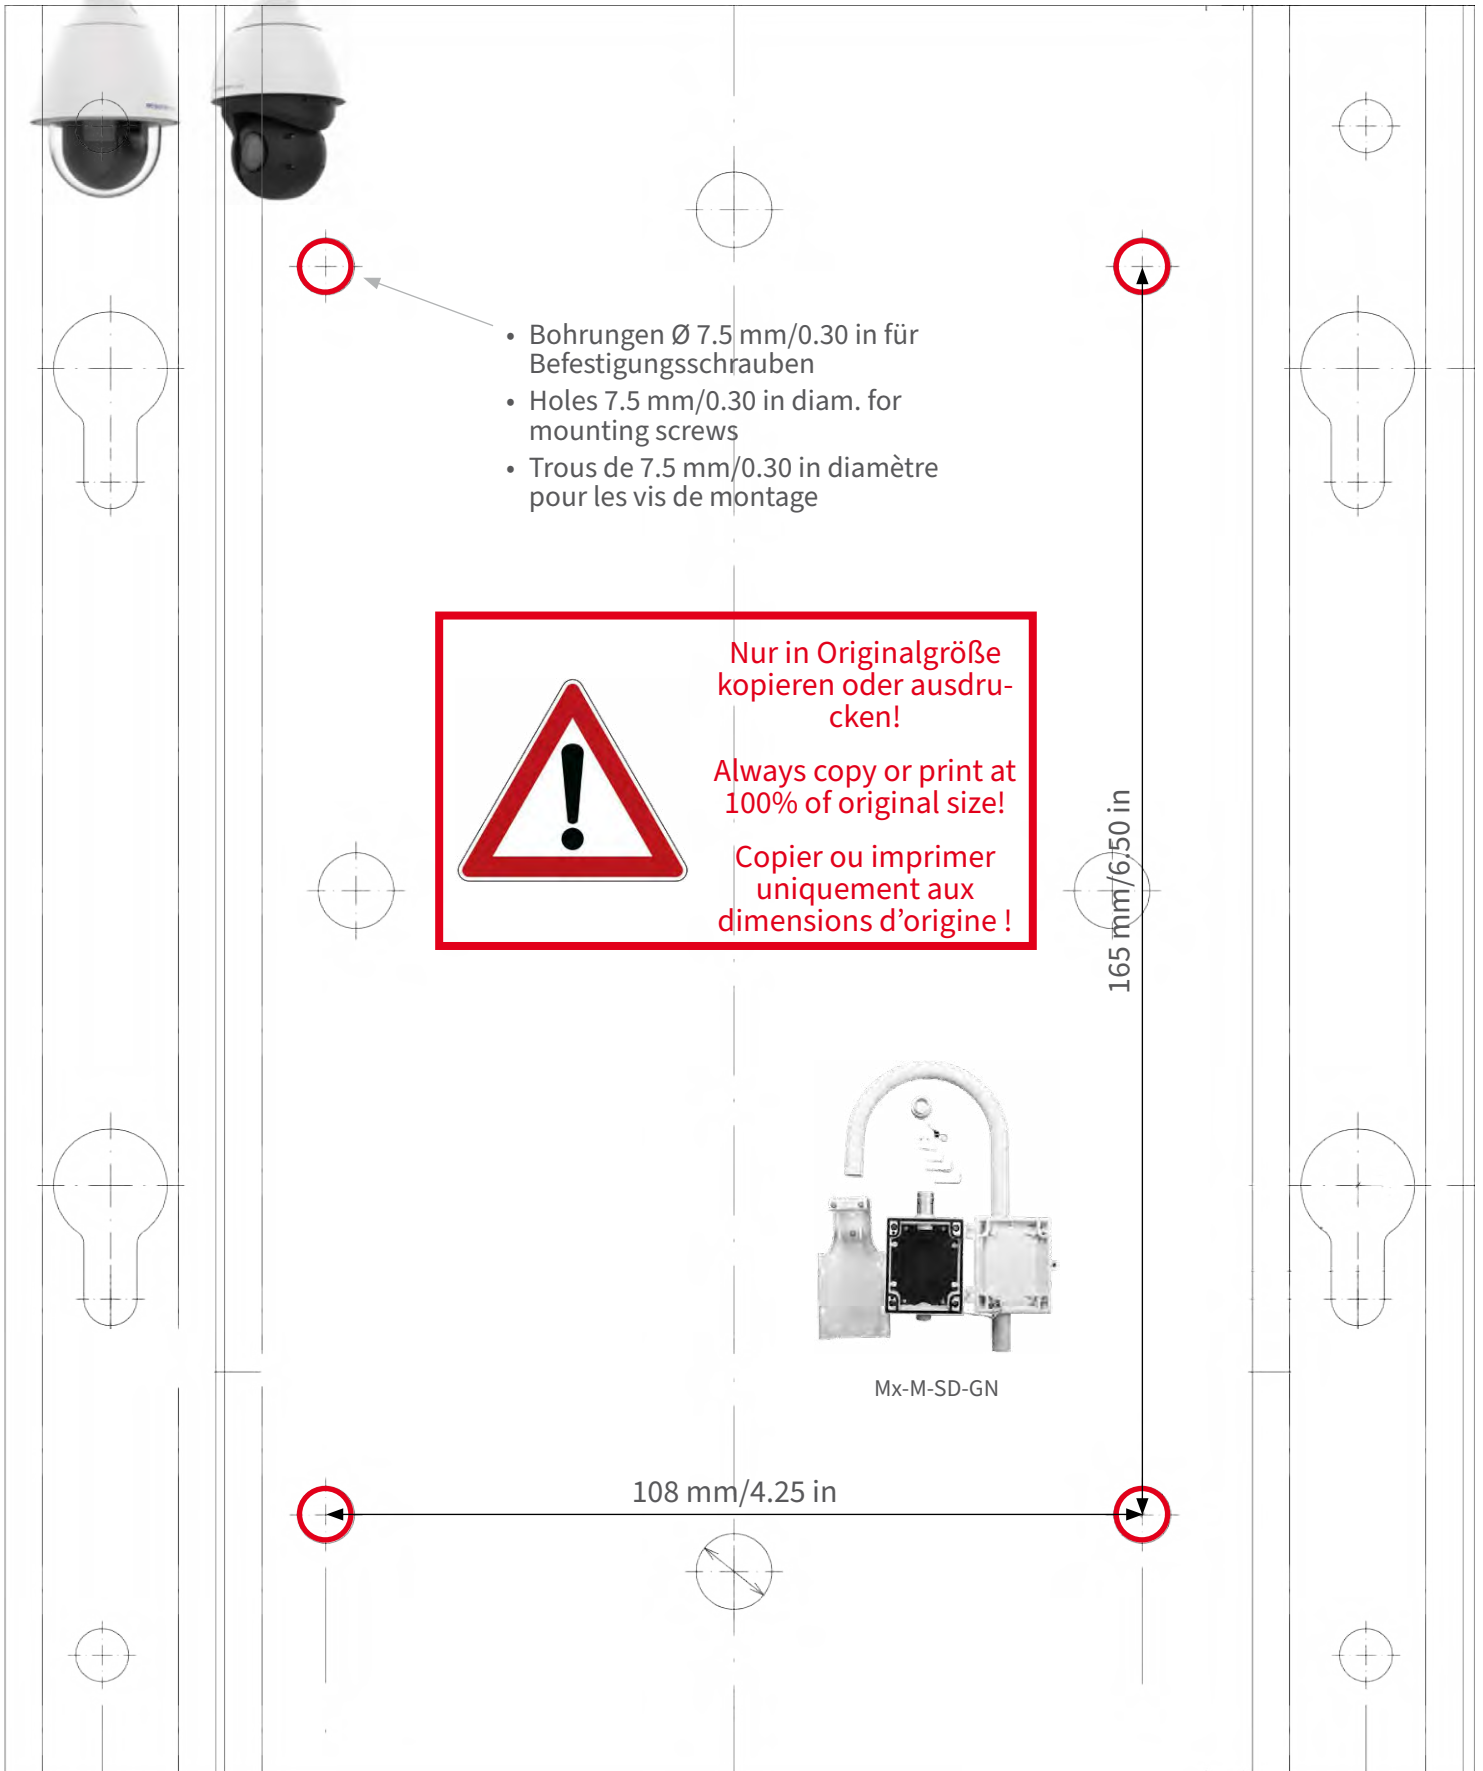 • Bohrungen Ø 7.5 mm/0.30 in für
Befestigungsschrauben
• Holes 7.5 mm/0.30 in diam. for
mounting screws
• Trous de 7.5 mm/0.30 in diamètre
pour les vis de montage
Nur in Originalgröße
kopieren oder ausdru-
cken!
Always copy or print at
100% of original size!
Copier ou imprimer
uniquement aux
dimensions d’origine !
165 mm/6.50 in
Mx-M-SD-GN
108 mm/4.25 in